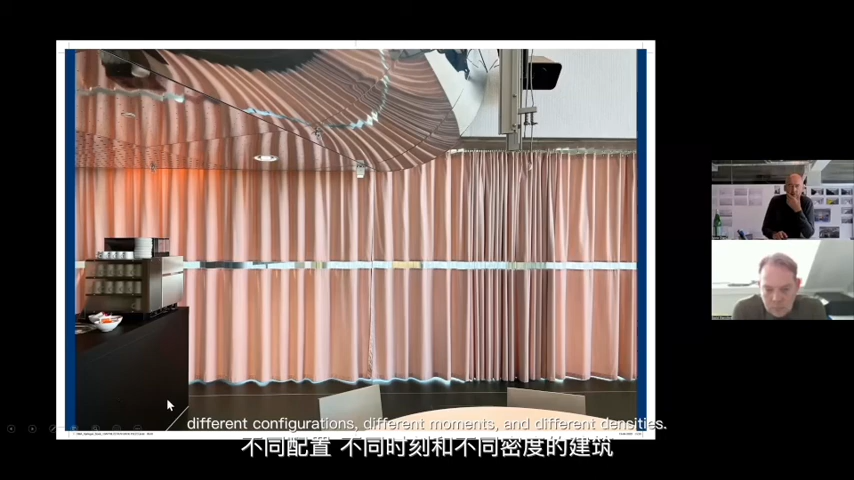 different configurations, different moments, and different densities.
不同配置 不同时刻和不同密度的建筑